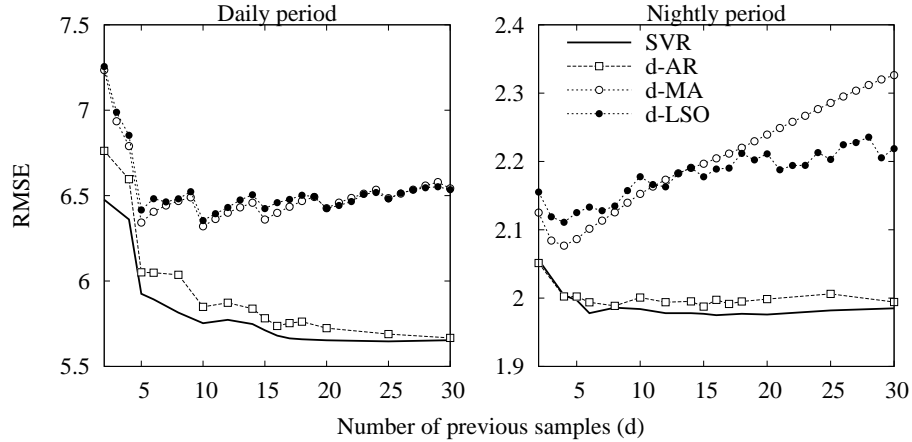 Daily period
Nightly period
7.5
7
6.5
6
5.5
RMSE
5
10
15
20
25
30
2.4
2.3
2.2
2.1
2
1.9
SVR
d-AR
d-MA
d-LSO
5
10
15
20
25
30
Number of previous samples (d)